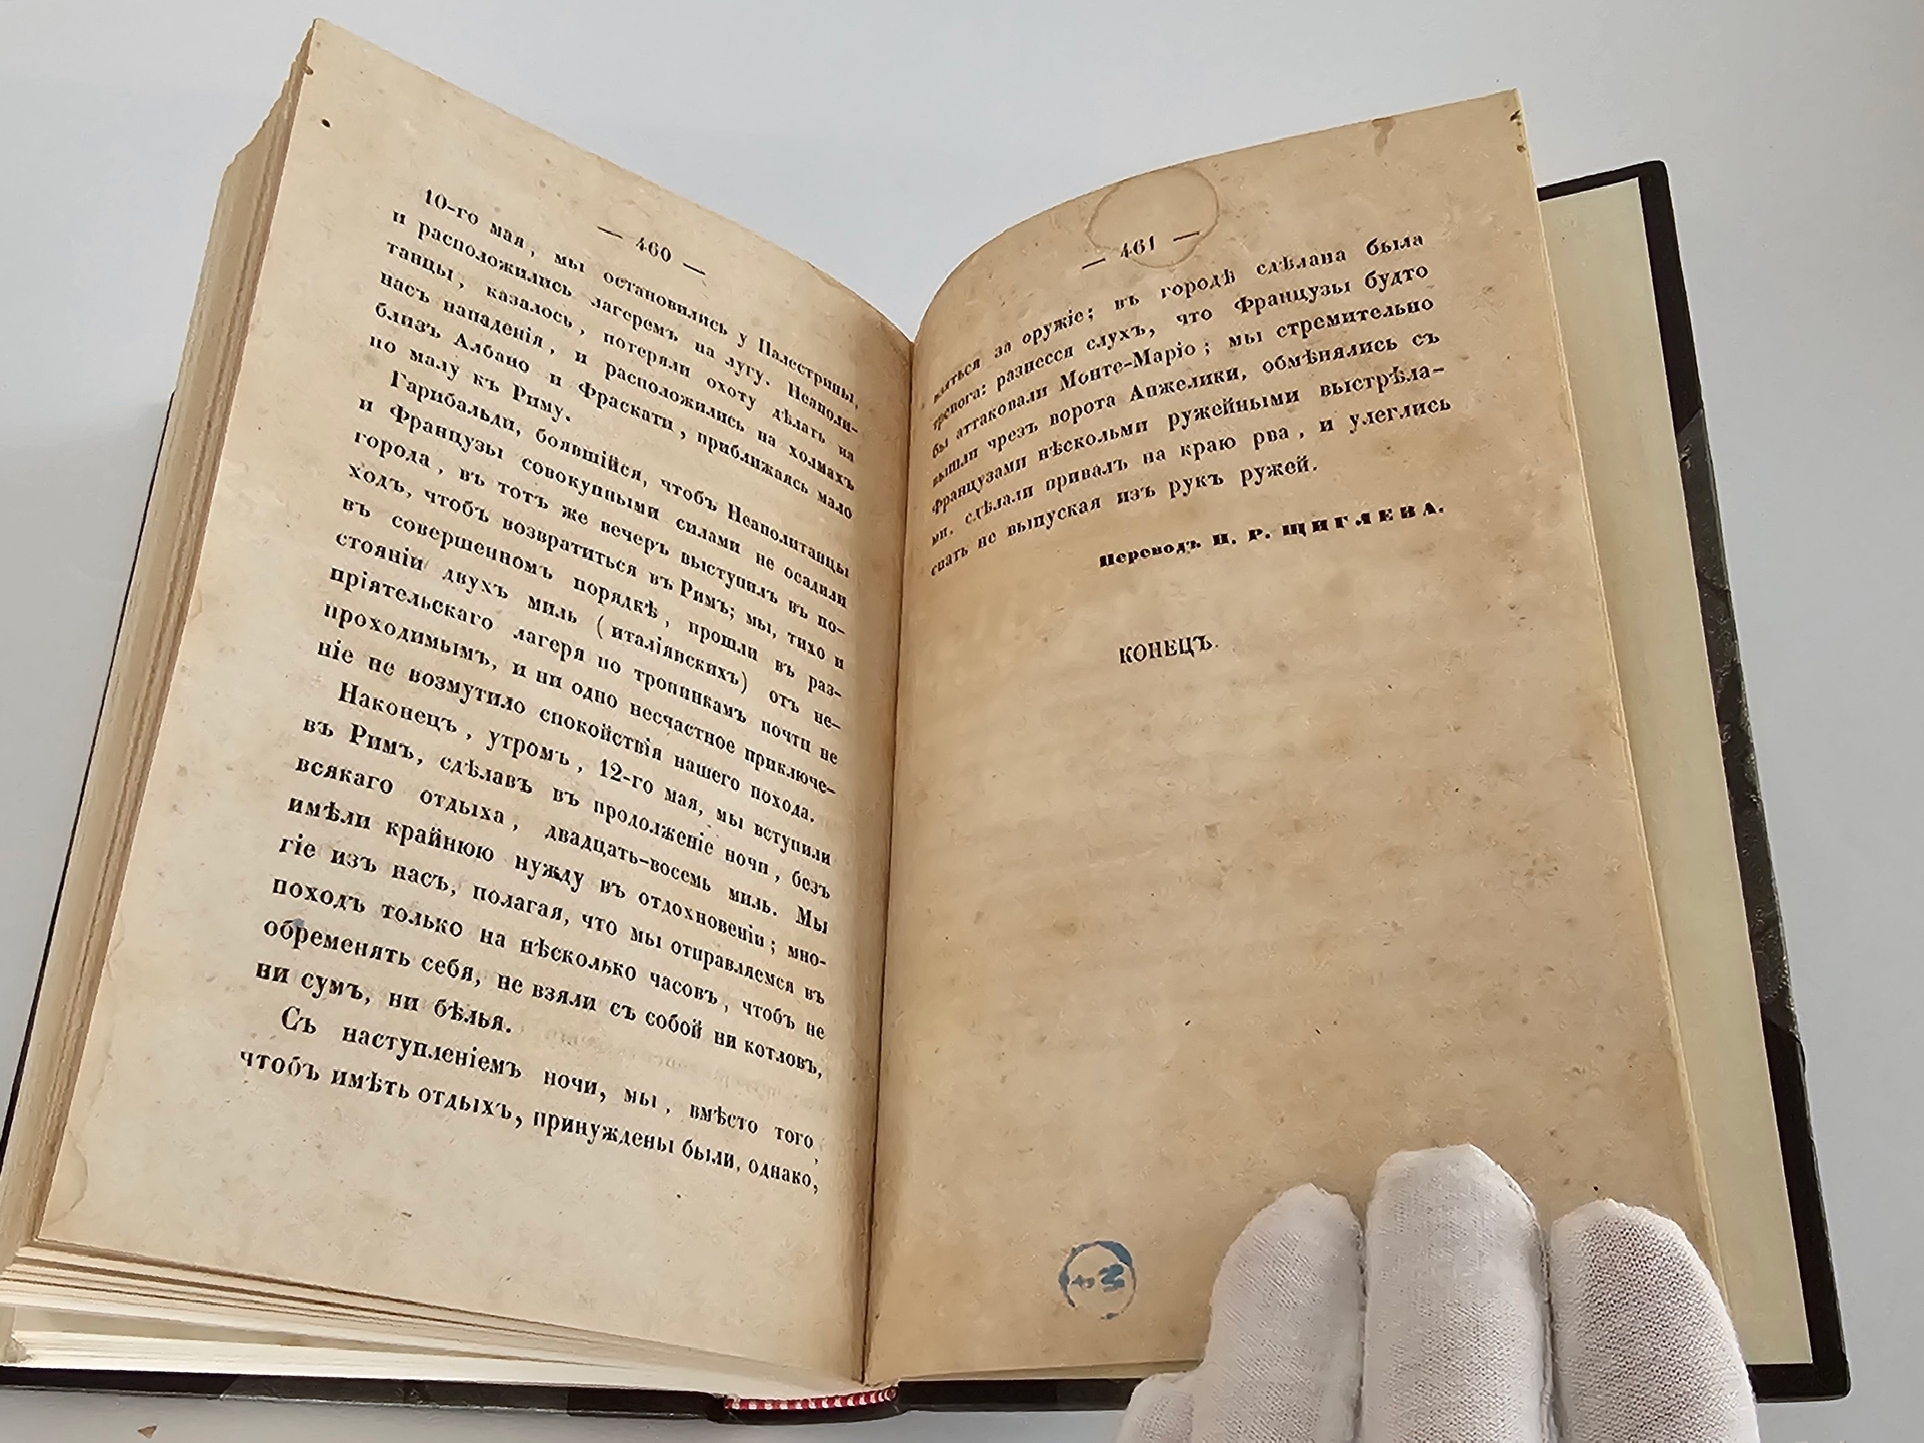 — 460 —
10-го мая, мы остановились у Палестрины,
и расположились лагеремъ на лугу. Неаполи-
танцы, казалось, потеряли охоту дѣлать на
насъ нападенія, и расположились на холмахъ
близъ Албано и Фраскати, приближаясь мало
по малу къ Риму.
Гарибальди, боявшійся, чтобъ Неаполитанцы
и Французы совокупными силами не осадили
города, въ тотъ же вечеръ выступилъ въ по-
ходъ, чтобъ возвратиться въ Римъ; мы, тихо и
въ совершенномъ порядкѣ, прошли въ раз-
стояніи двухъ миль (италіянскихъ) отъ не-
пріятельскаго лагеря по тропинкамъ почти не
проходимымъ, и ни одно несчастное приключе-
ніе не возмутило спокойствія нашего похода.
Наконецъ, утромъ, 12-го мая, мы вступили
въ Римъ, сдѣлавъ въ продолженіе ночи, безъ
всякаго отдыха, двадцать-восемь миль. Мы
имѣли крайнюю нужду въ отдохновеніи; мно-
гіе изъ насъ, полагая, что мы отправляемся въ
походъ только на нѣсколько часовъ, чтобъ не
обременять себя, не взяли съ собой ни котловъ,
ни сумъ, ни бѣлья.
Съ наступленіемъ ночи, мы, вмѣсто того,
чтобъ имѣть отдыхъ, принуждены были, однако,
— 461 —
взяться за оружіе; въ городѣ сдѣлана была
тревога: разнесся слухъ, что Французы будто
бы аттаковали Монте-Маріо; мы стремительно
вышли чрезъ ворота Анжелики, обмѣнялись съ
Французами нѣсколькими ружейными выстрѣла-
ми, сдѣлали привалъ на краю рва, и улеглись
спать не выпуская изъ рукъ ружей.
Переводъ Н. Р. ЩИГЛЕВА.
КОНЕЦЪ.